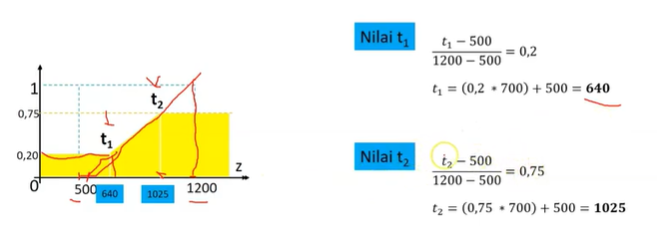 1
0,75
0,20
0
t₂
t₁
500
640
1025
1200
Z
Nilai t₁
t₁ − 500
1200 − 500
= 0,2
t₁ = (0,2 * 700) + 500 = 640
Nilai t₂
t₂ − 500
1200 − 500
= 0,75
t₂ = (0,75 * 700) + 500 = 1025